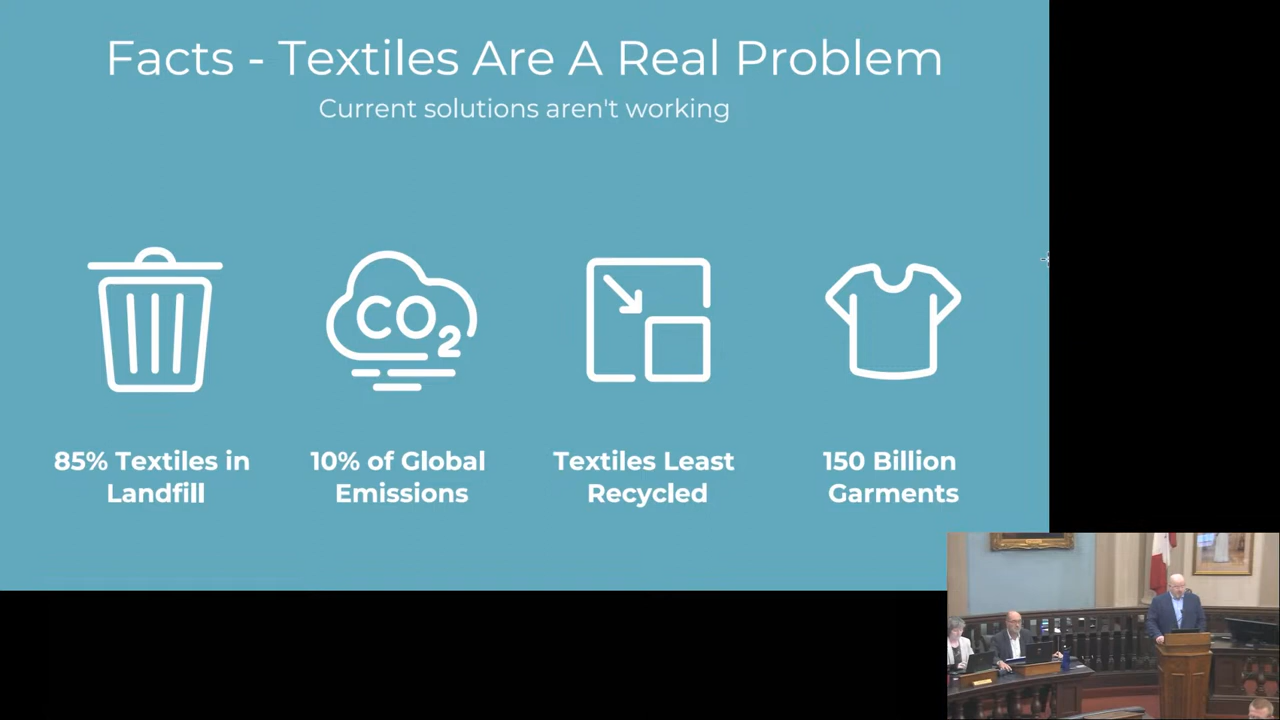 Facts - Textiles Are A Real Problem
Current solutions aren't working
CO2
85% Textiles in
Landfill
10% of Global
Emissions
Textiles Least
Recycled
150 Billion
Garments